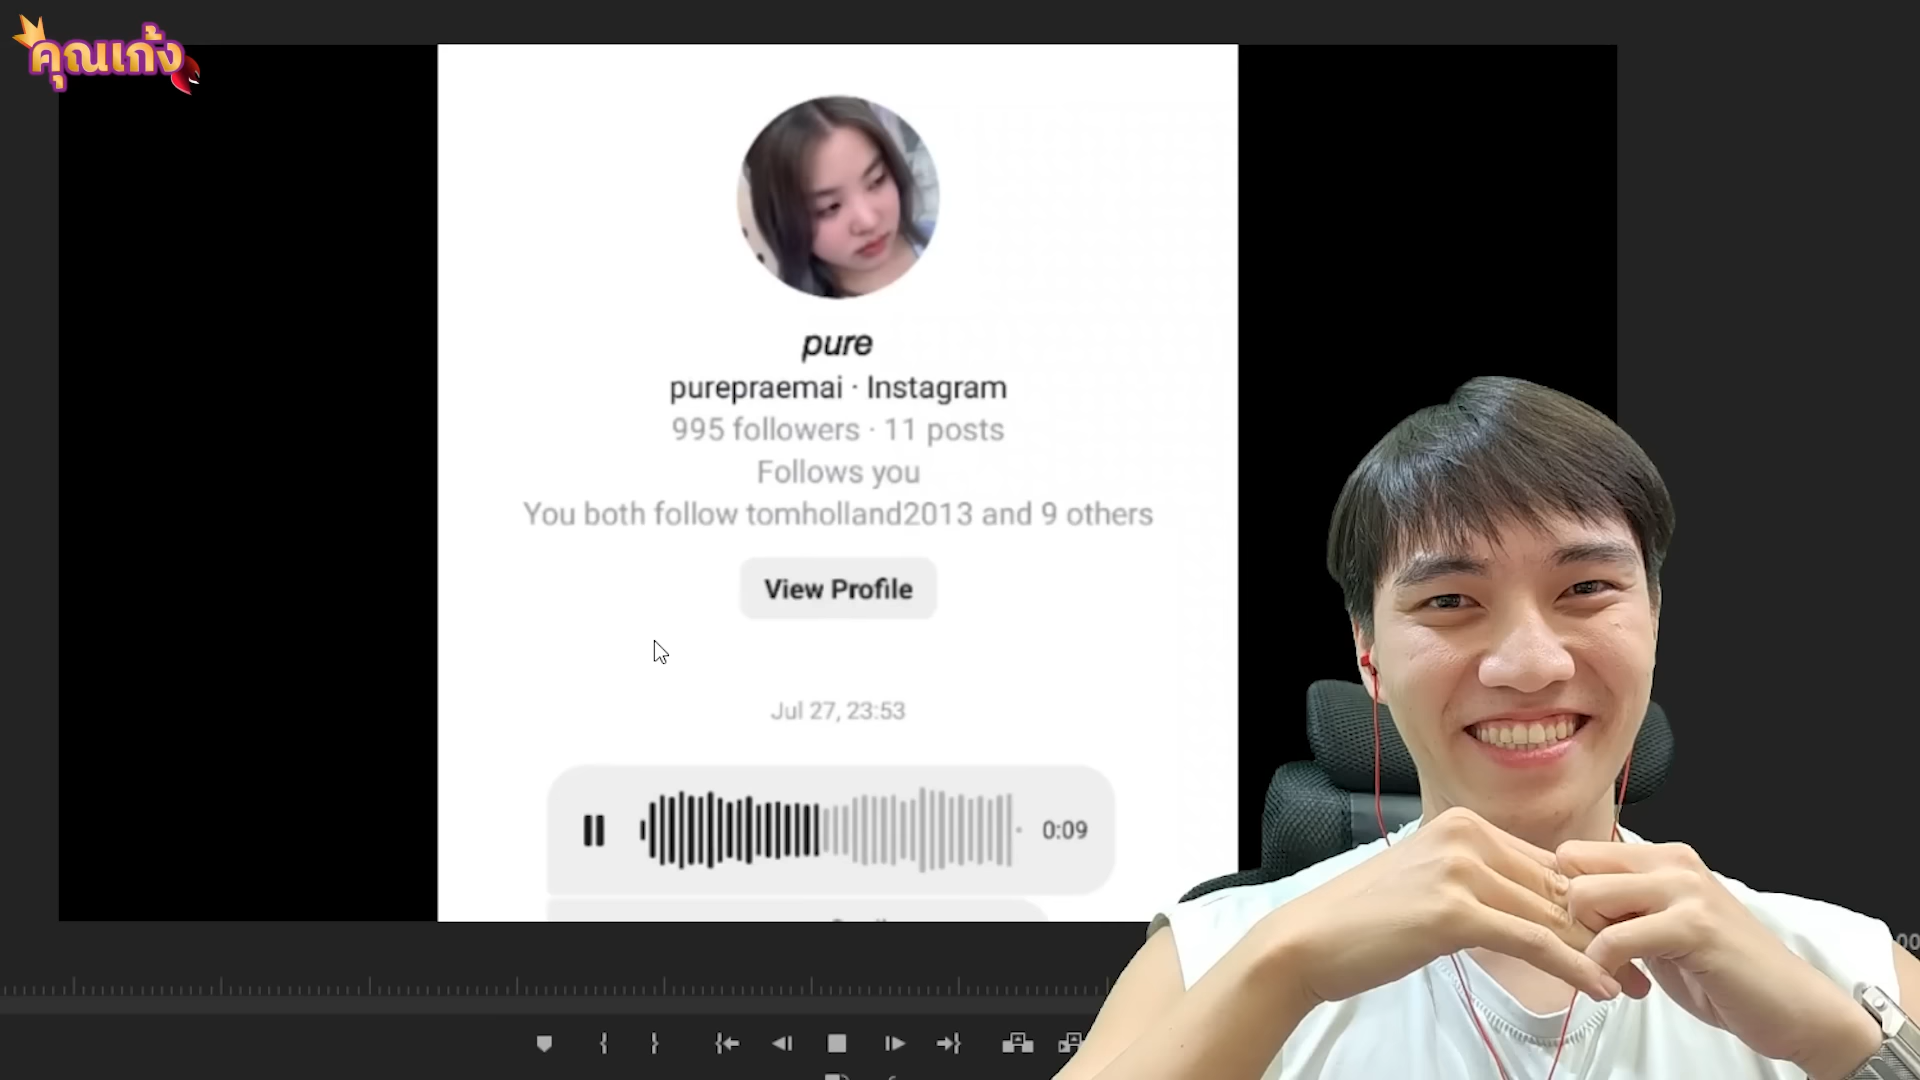 คุณเก้ง
pure
purepraemai · Instagram
995 followers · 11 posts
Follows you
You both follow tomholland2013 and 9 others
View Profile
Jul 27, 23:53
0:09
00